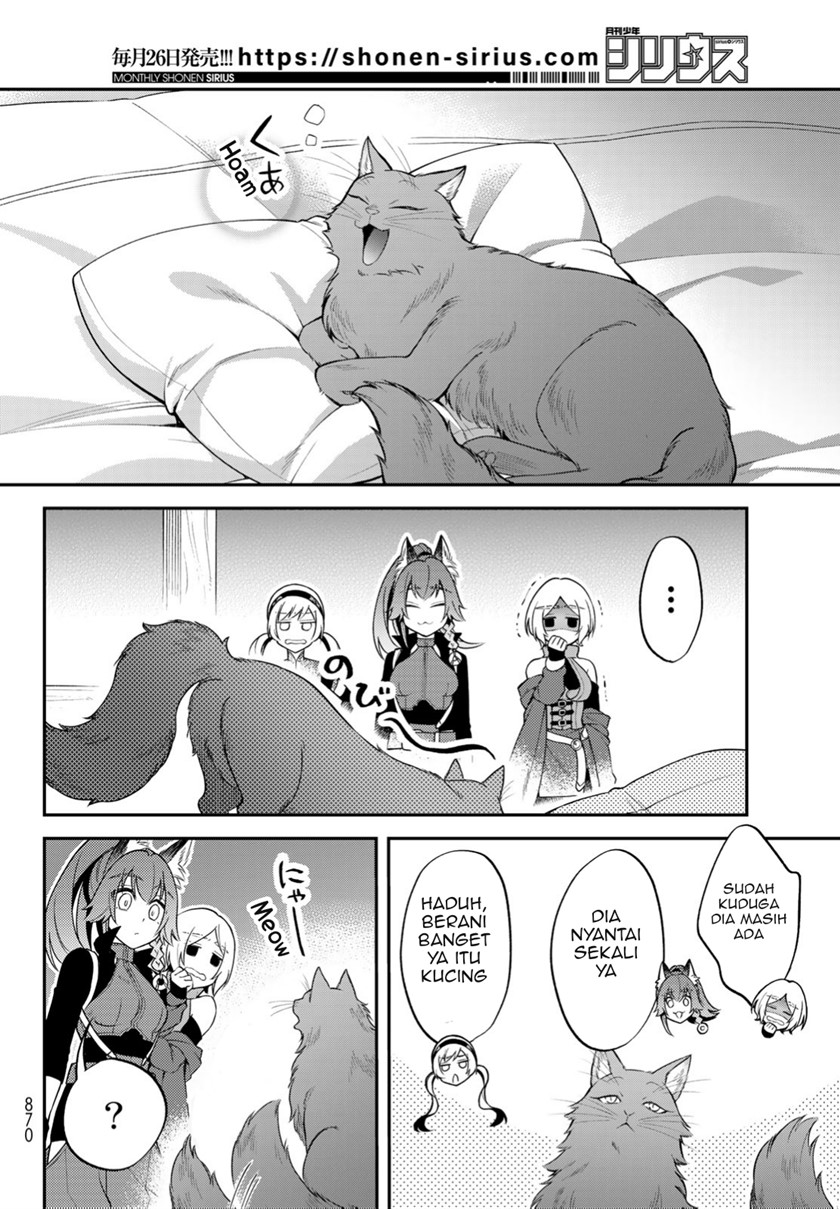 毎月26日発売!!! https://shonen-sirius.com
MONTHLY SHONEN SIRIUS
月刊少年
シリウス
くあ
Hoam
...
のび
SUDAH
KUDUGA
DIA MASIH
ADA
DIA
NYANTAI
SEKALI
YA
HADUH,
BERANI
BANGET
YA ITU
KUCING
にゃー
Meow
?
870